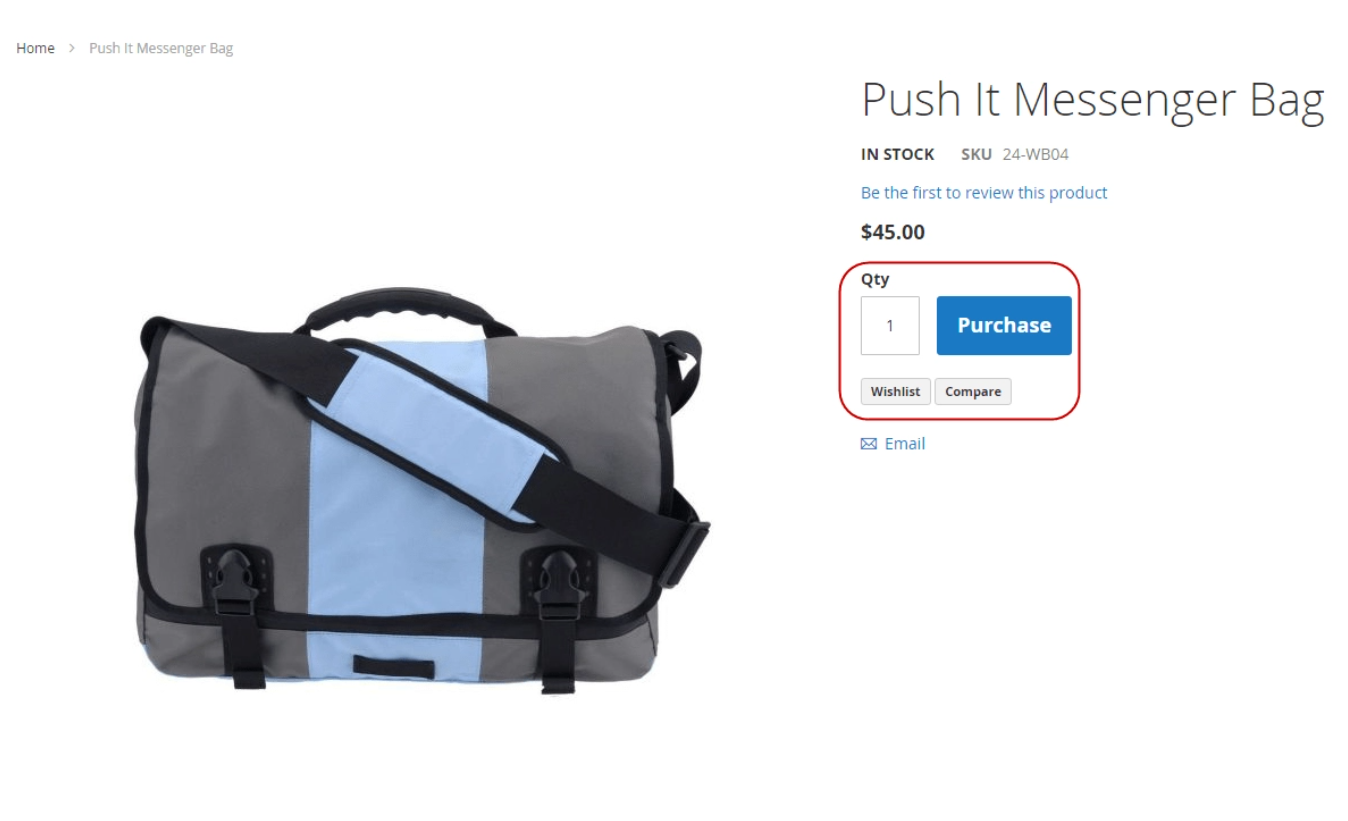 Home > Push It Messenger Bag
Push It Messenger Bag
IN STOCK SKU 24-WB04
Be the first to review this product
$45.00
Qty
1 Purchase
Wishlist Compare
Email